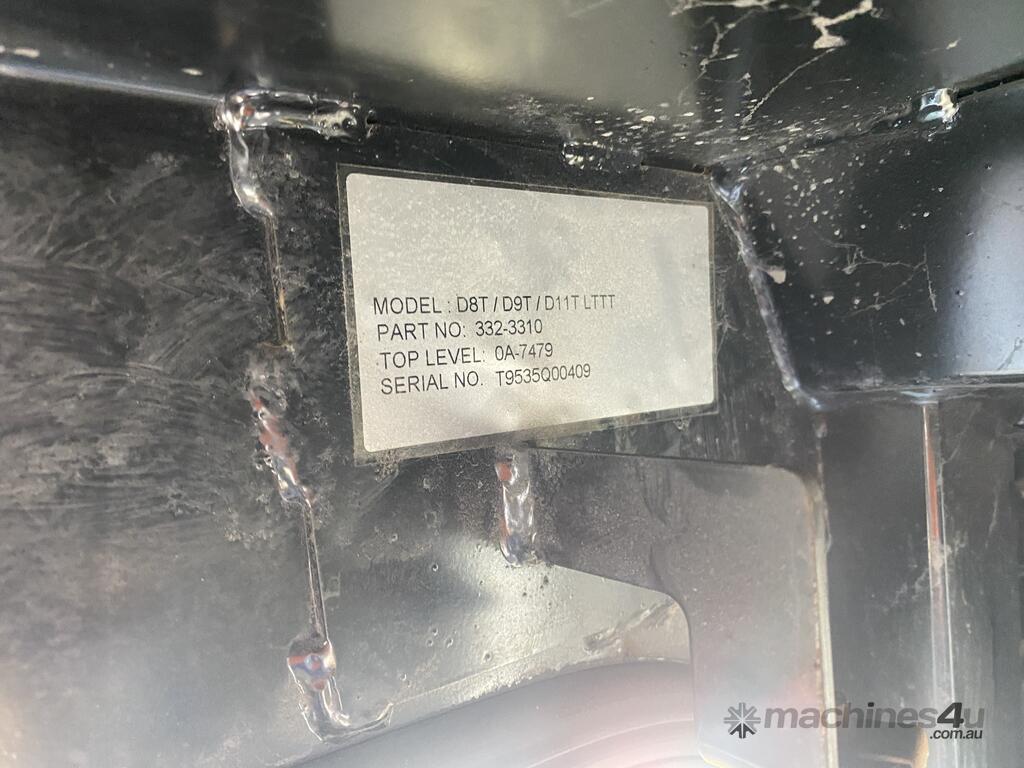 MODEL : D8T / D9T / D11T LTTT
PART NO: 332-3310
TOP LEVEL: 0A-7479
SERIAL NO. T9535Q00409
machines4u
.com.au